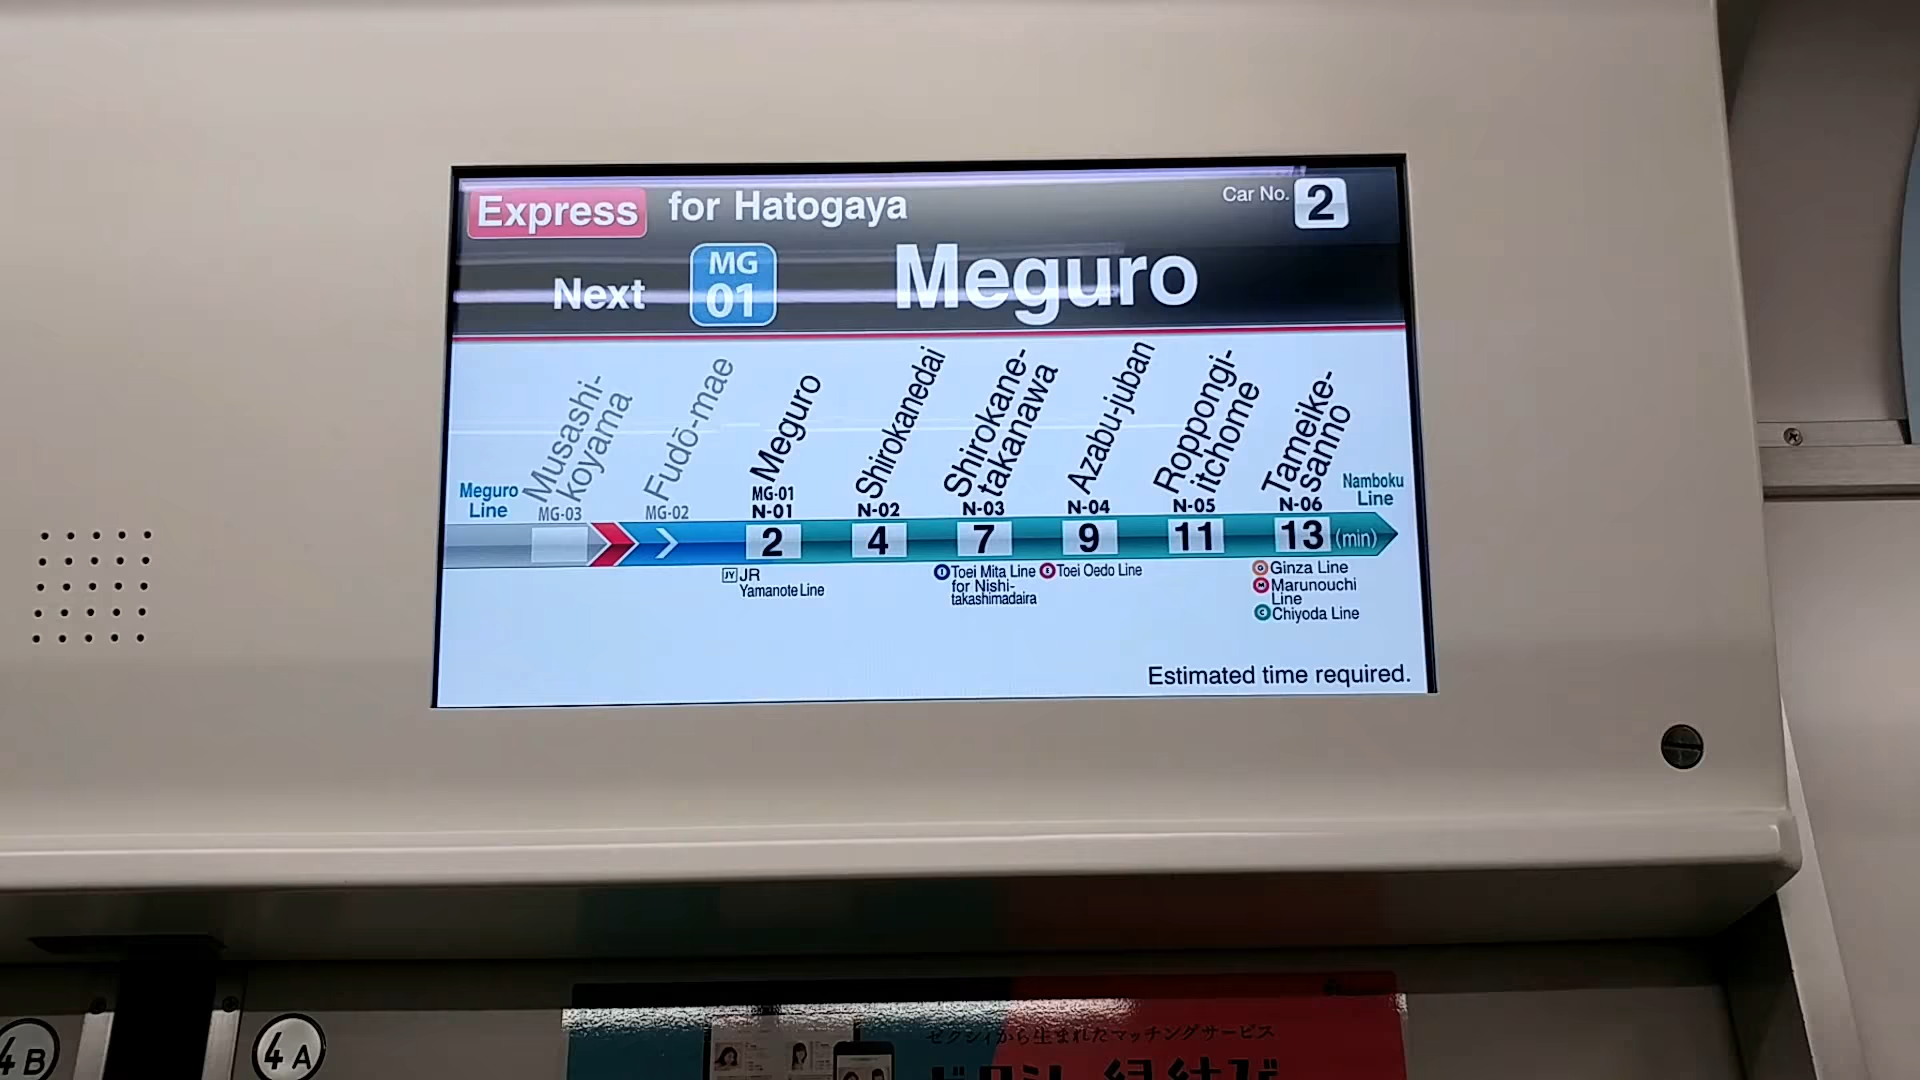 Express for Hatogaya
Car No. 2
Next MG 01 Meguro
Musashi-
koyama
Fudō-mae
Meguro
Shirokanedai
Shirokane-
takanawa
Azabu-juban
Roppongi-
itchome
Tameike-
sanno
Meguro
Line
MG-03
MG-02
MG-01
N-01
N-02
N-03
N-04
N-05
N-06
Namboku
Line
2 4 7 9 11 13 (min)
JY JR
Yamanote Line
I Toei Mita Line
for Nishi-
takashimadaira
E Toei Oedo Line
G Ginza Line
M Marunouchi
Line
C Chiyoda Line
Estimated time required.
4B
4A
ゼクシィから生まれたマッチングサービス